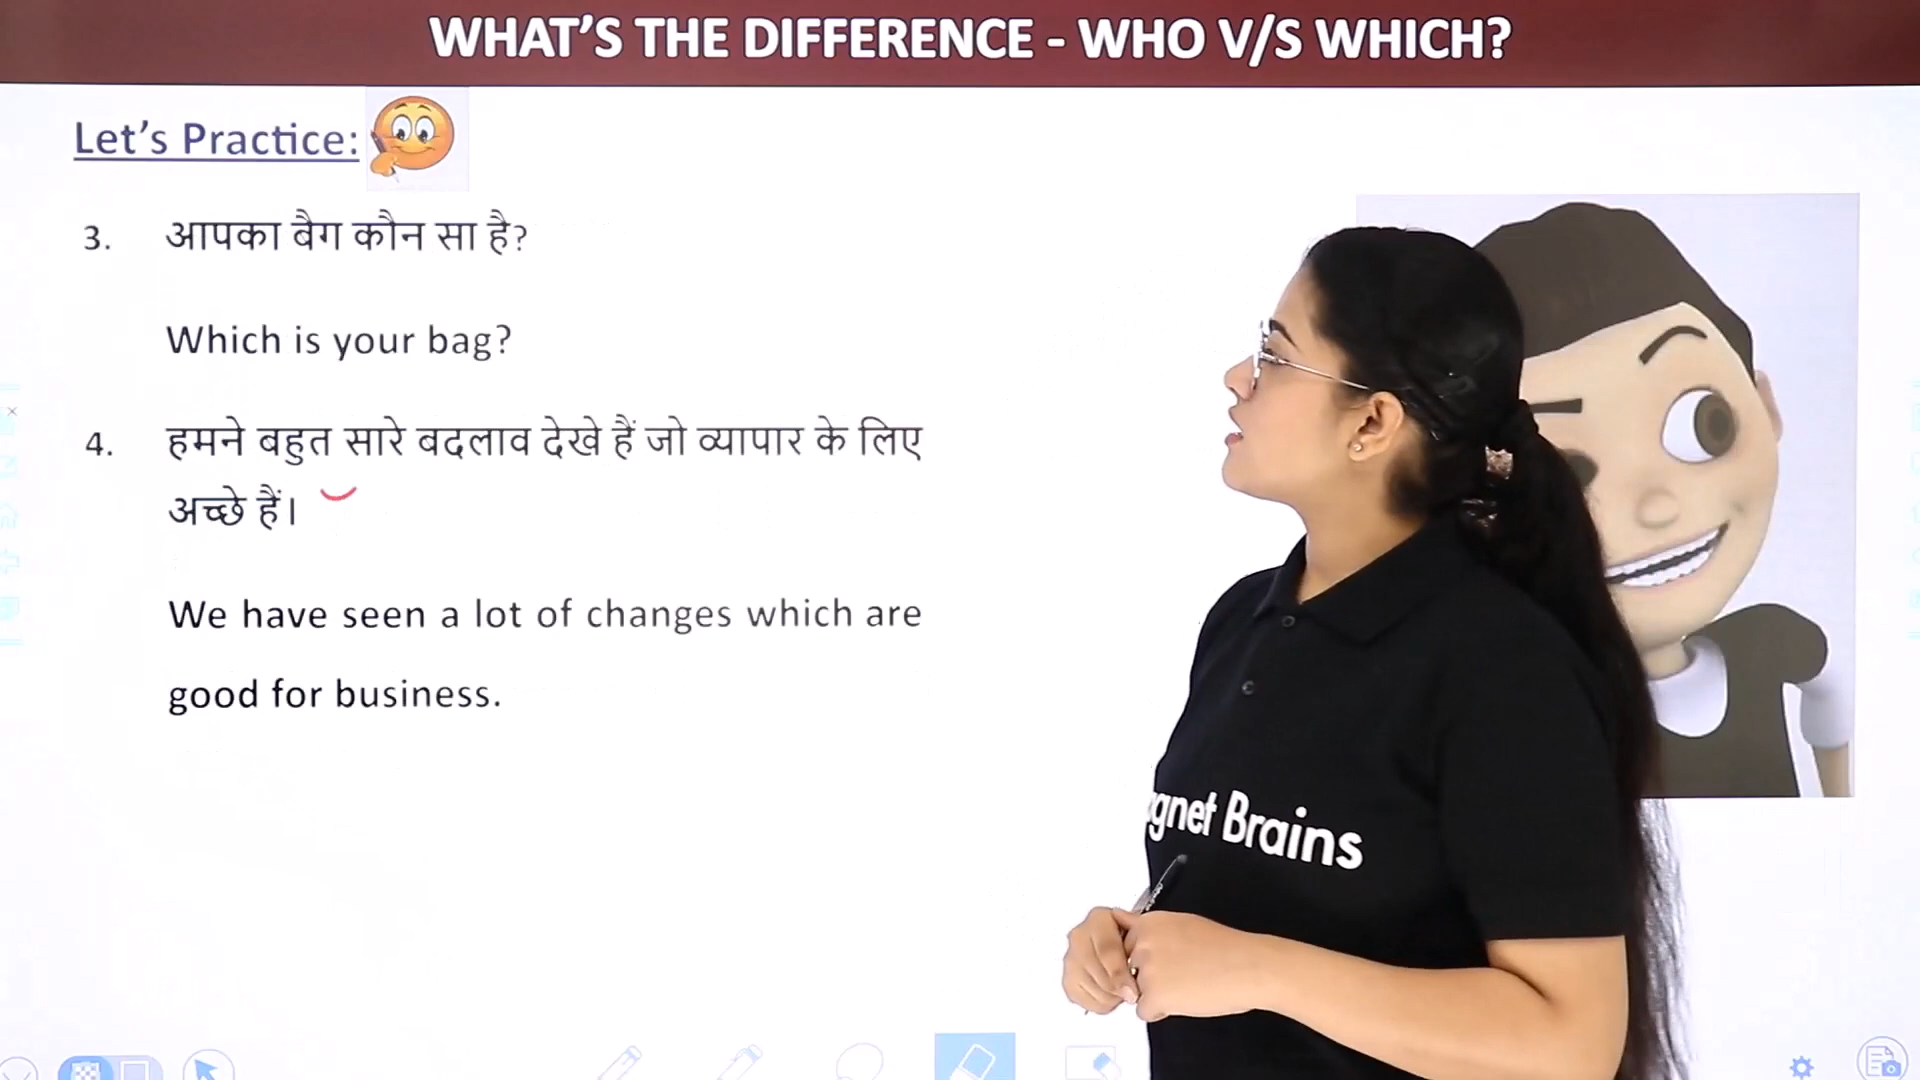 WHAT’S THE DIFFERENCE - WHO V/S WHICH?
Let’s Practice:
3. आपका बैग कौन सा है?
Which is your bag?
4. हमने बहुत सारे बदलाव देखे हैं जो व्यापार के लिए
अच्छे हैं।
We have seen a lot of changes which are
good for business.
Brains